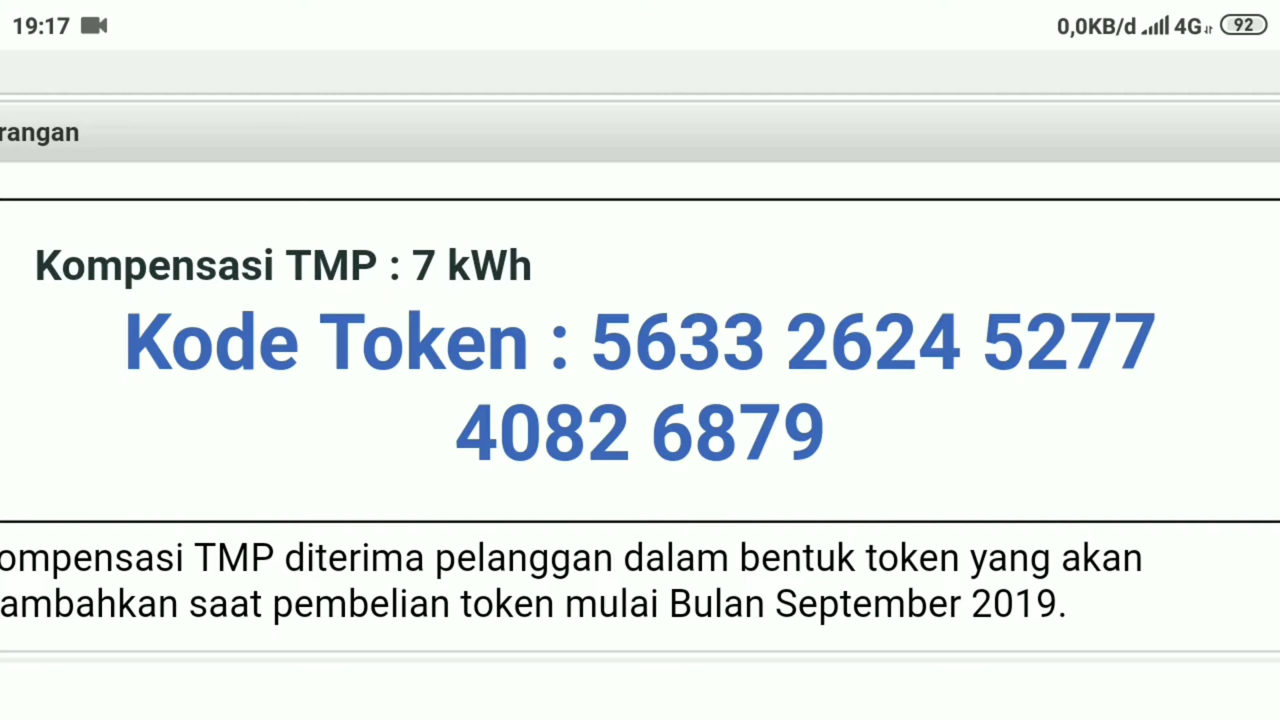 19:17
0,0KB/d 4G 92
rangan
Kompensasi TMP : 7 kWh
Kode Token : 5633 2624 5277
4082 6879
ompensasi TMP diterima pelanggan dalam bentuk token yang akan
ambahkan saat pembelian token mulai Bulan September 2019.